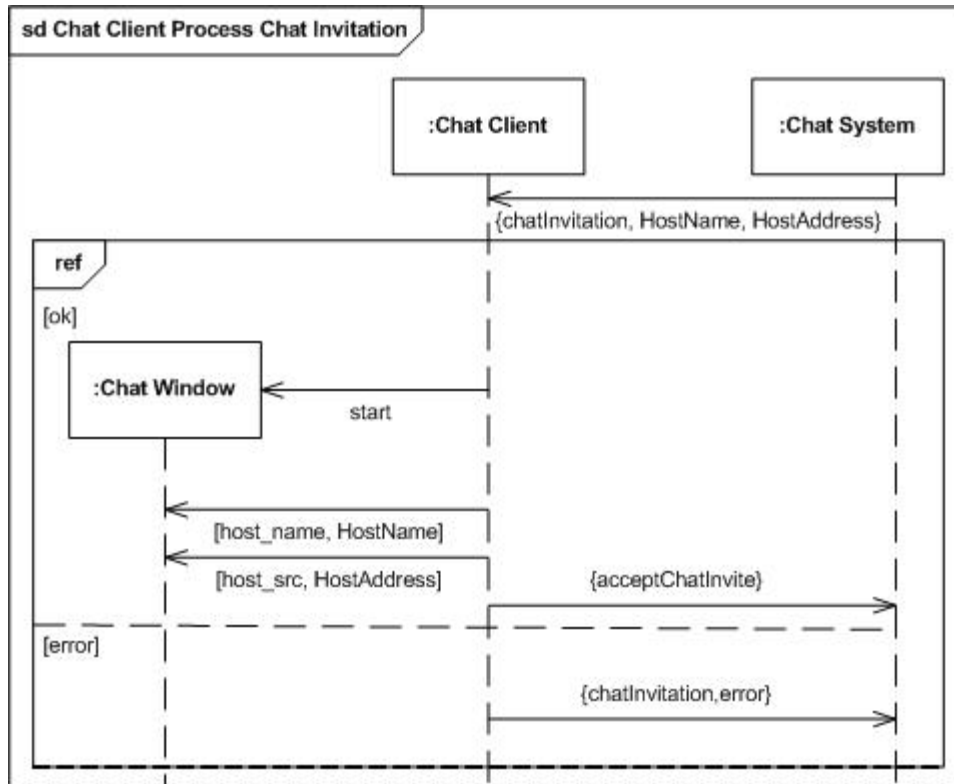 sd Chat Client Process Chat Invitation
:Chat Client
:Chat System
{chatInvitation, HostName, HostAddress}
ref
[ok]
:Chat Window
start
[host_name, HostName]
[host_src, HostAddress]
{acceptChatInvite}
[error]
{chatInvitation,error}